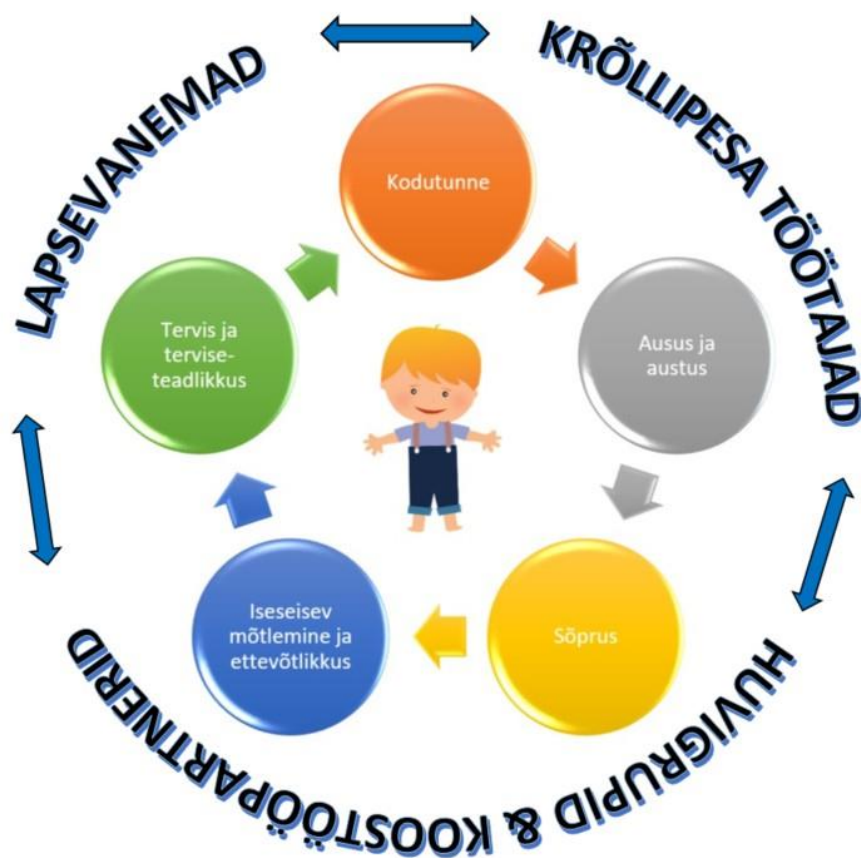 LAPSEVANEMAD
KRÕLLIPESA TÖÖTAJAD
Kodutunne
Tervis ja
tervise-
teadlikkus
Ausus ja
austus
Iseseisev
mõtlemine ja
ettevõtlikkus
Sõprus
HUVIGRUPID & KOOSTÖÖPARTNERID